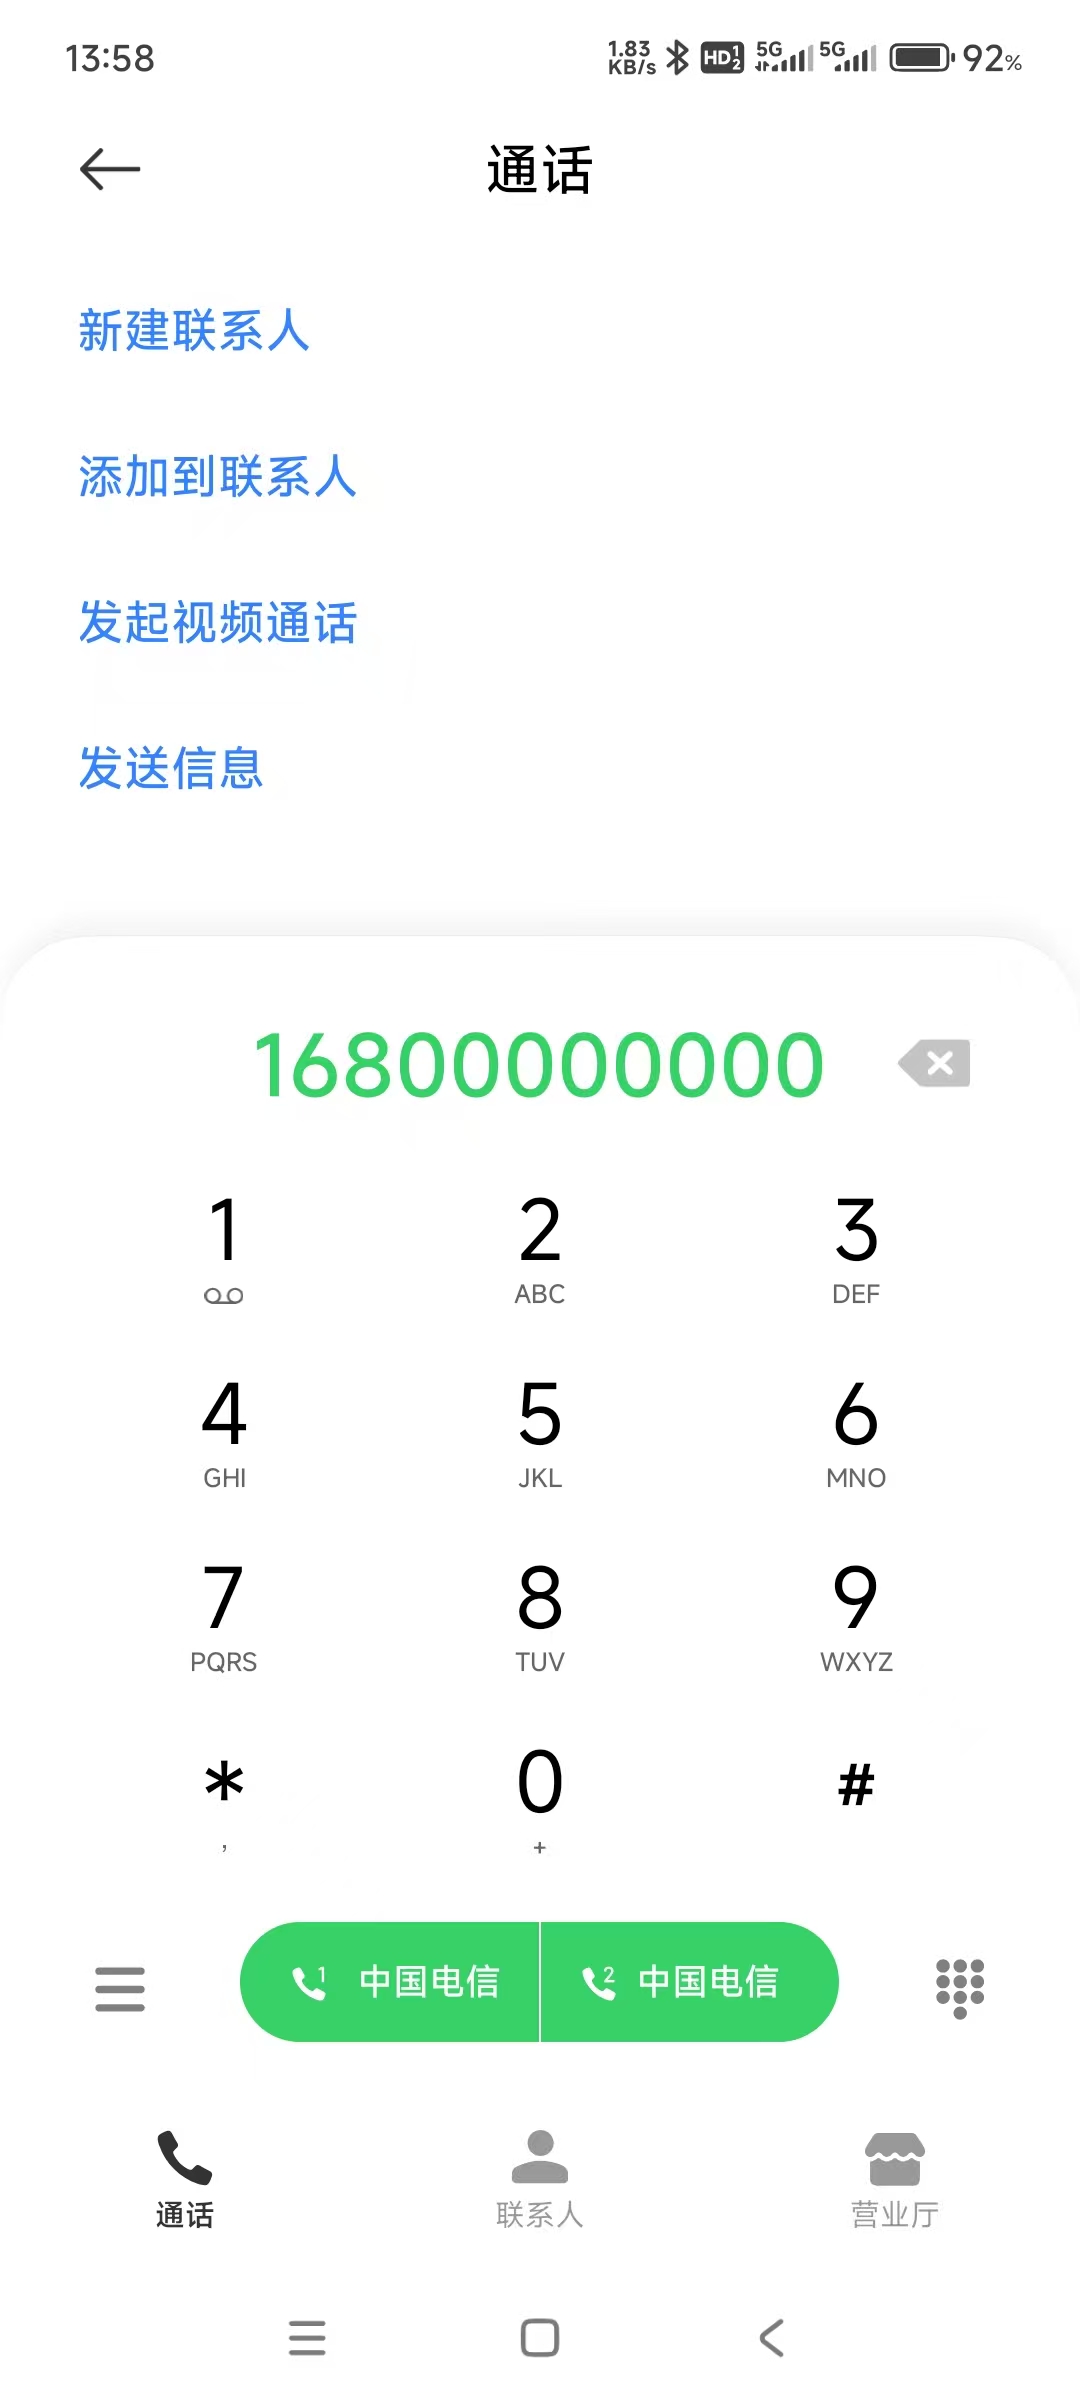 13:58 1.83 KB/s HD 1 2 5G 5G 92%
通话
新建联系人
添加到联系人
发起视频通话
发送信息
16800000000
1 2 3
ABC DEF
4 5 6
GHI JKL MNO
7 8 9
PQRS TUV WXYZ
* 0 #
, +
1 中国电信 2 中国电信
通话 联系人 营业厅